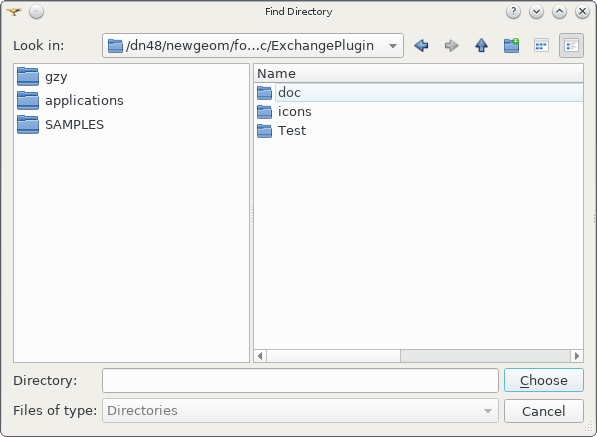 Find Directory
Look in: /dn48/newgeom/fo...c/ExchangePlugin
gzy
applications
SAMPLES
Name
doc
icons
Test
Directory:
Choose
Files of type: Directories
Cancel